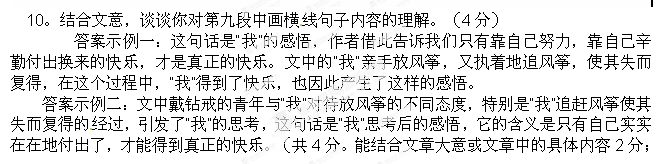 10。结合文意，谈谈你对第九段中画横线句子内容的理解。（4 分）
答案示例一：这句话是“我”的感悟，作者借此告诉我们只有靠自己努力，靠自己辛
勤付出换来的快乐，才是真正的快乐。文中的“我”亲手放风筝，又执着地追风筝，使其失而
复得，在这个过程中，“我”得到了快乐，也因此产生了这样的感悟。
答案示例二：文中戴钻戒的青年与“我”对待放风筝的不同态度，特别是“我”追赶风筝使其
失而复得的经过，引发了“我”的思考，这句话是“我”思考后的感悟，它的含义是只有自己实实
在在地付出了，才能得到真正的快乐。（共 4 分。能结合文章大意或文章中的具体内容 2 分；